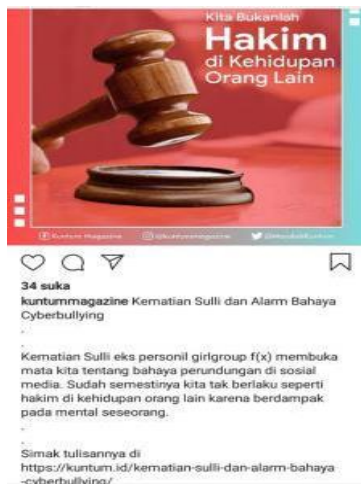 Kita Bukanlah
Hakim
di Kehidupan
Orang Lain
Kuntum Magazine
34 suka
kuntummagazine Kematian Sulli dan Alarm Bahaya
Cyberbullying
.
.
Kematian Sulli eks personil girlgroup f(x) membuka
mata kita tentang bahaya perundungan di sosial
media. Sudah semestinya kita tak berlaku seperti
hakim di kehidupan orang lain karena berdampak
pada mental seseorang.
.
.
Simak tulisannya di
https://kuntum.id/kematian-sulli-dan-alarm-bahaya
-cyberbullying/